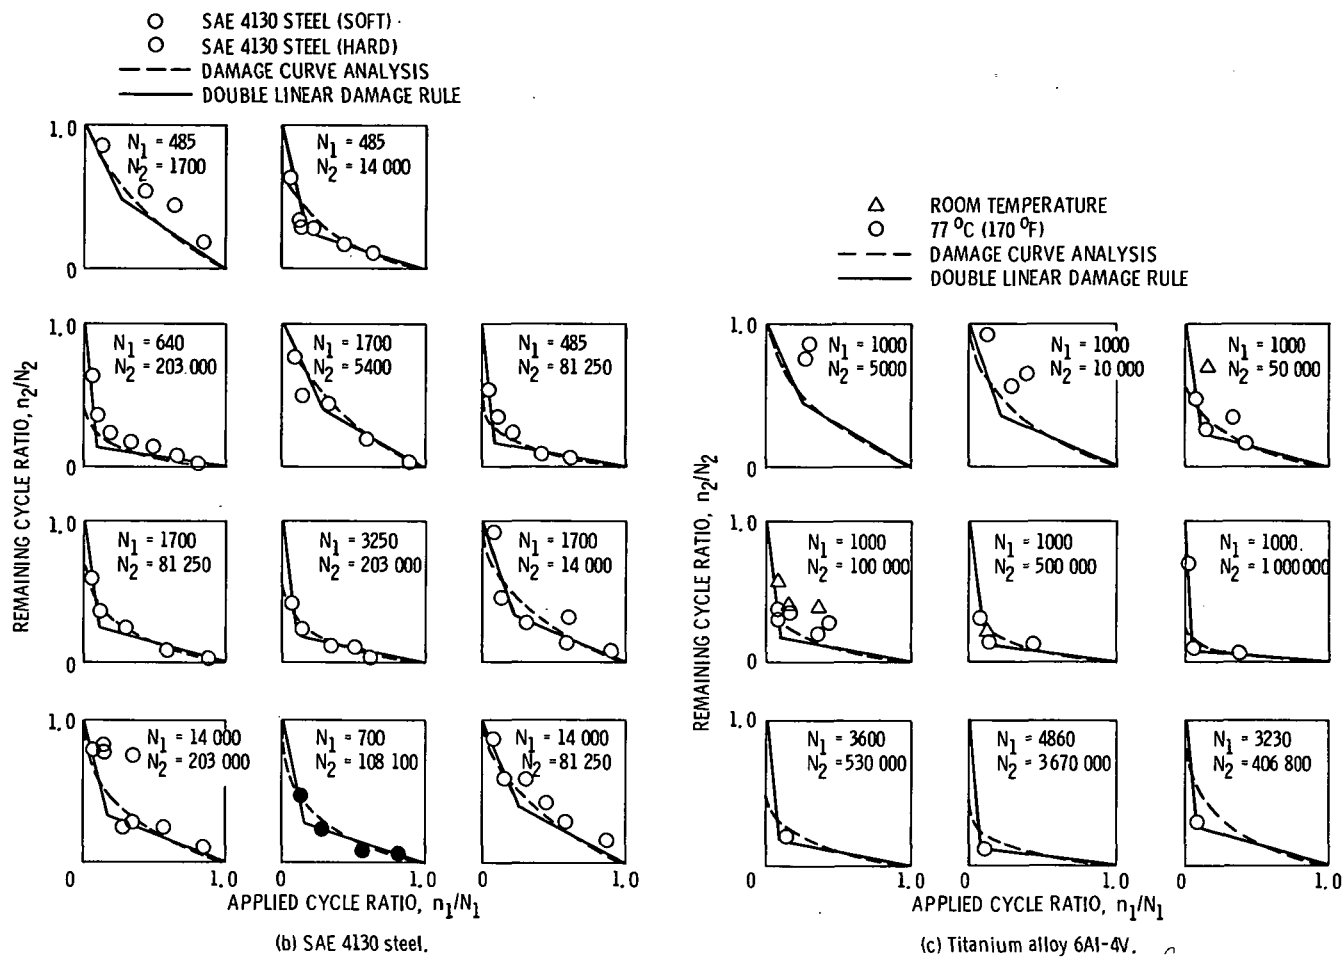 SAE 4130 STEEL (SOFT)
SAE 4130 STEEL (HARD)
DAMAGE CURVE ANALYSIS
DOUBLE LINEAR DAMAGE RULE
1.0
N1 = 485
N2 = 1700
0
N1 = 485
N2 = 14 000
1.0
N1 = 640
N2 = 203 000
0
N1 = 1700
N2 = 5400
N1 = 485
N2 = 81 250
1.0
N1 = 1700
N2 = 81 250
0
N1 = 3250
N2 = 203 000
N1 = 1700
N2 = 14 000
1.0
N1 = 14 000
N2 = 203 000
0
N1 = 700
N2 = 108 100
N1 = 14 000
N2 = 81 250
REMAINING CYCLE RATIO, n2/N2
0 1.0 0 1.0 0 1.0
APPLIED CYCLE RATIO, n1/N1
(b) SAE 4130 steel.
ROOM TEMPERATURE
77 °C (170 °F)
DAMAGE CURVE ANALYSIS
DOUBLE LINEAR DAMAGE RULE
1.0
N1 = 1000
N2 = 5000
0
N1 = 1000
N2 = 10 000
N1 = 1000
N2 = 50 000
1.0
N1 = 1000
N2 = 100 000
0
N1 = 1000
N2 = 500 000
N1 = 1000.
N2 = 1 000 000
1.0
N1 = 3600
N2 = 530 000
0
N1 = 4860
N2 = 3 670 000
N1 = 3230
N2 = 406 800
REMAINING CYCLE RATIO, n2/N2
0 1.0 0 1.0 0 1.0
APPLIED CYCLE RATIO, n1/N1
(c) Titanium alloy 6Al-4V.